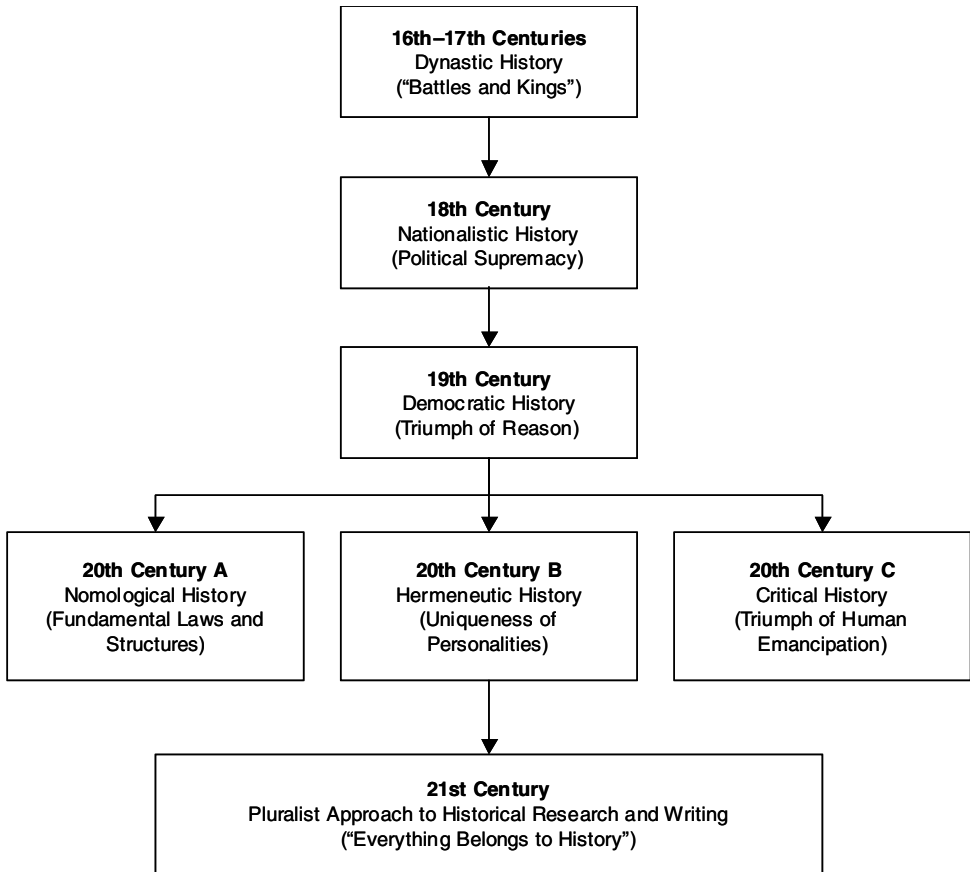 16th–17th Centuries
Dynastic History
(“Battles and Kings”)
18th Century
Nationalistic History
(Political Supremacy)
19th Century
Democratic History
(Triumph of Reason)
20th Century A
Nomological History
(Fundamental Laws and
Structures)
20th Century B
Hermeneutic History
(Uniqueness of
Personalities)
20th Century C
Critical History
(Triumph of Human
Emancipation)
21st Century
Pluralist Approach to Historical Research and Writing
(“Everything Belongs to History”)